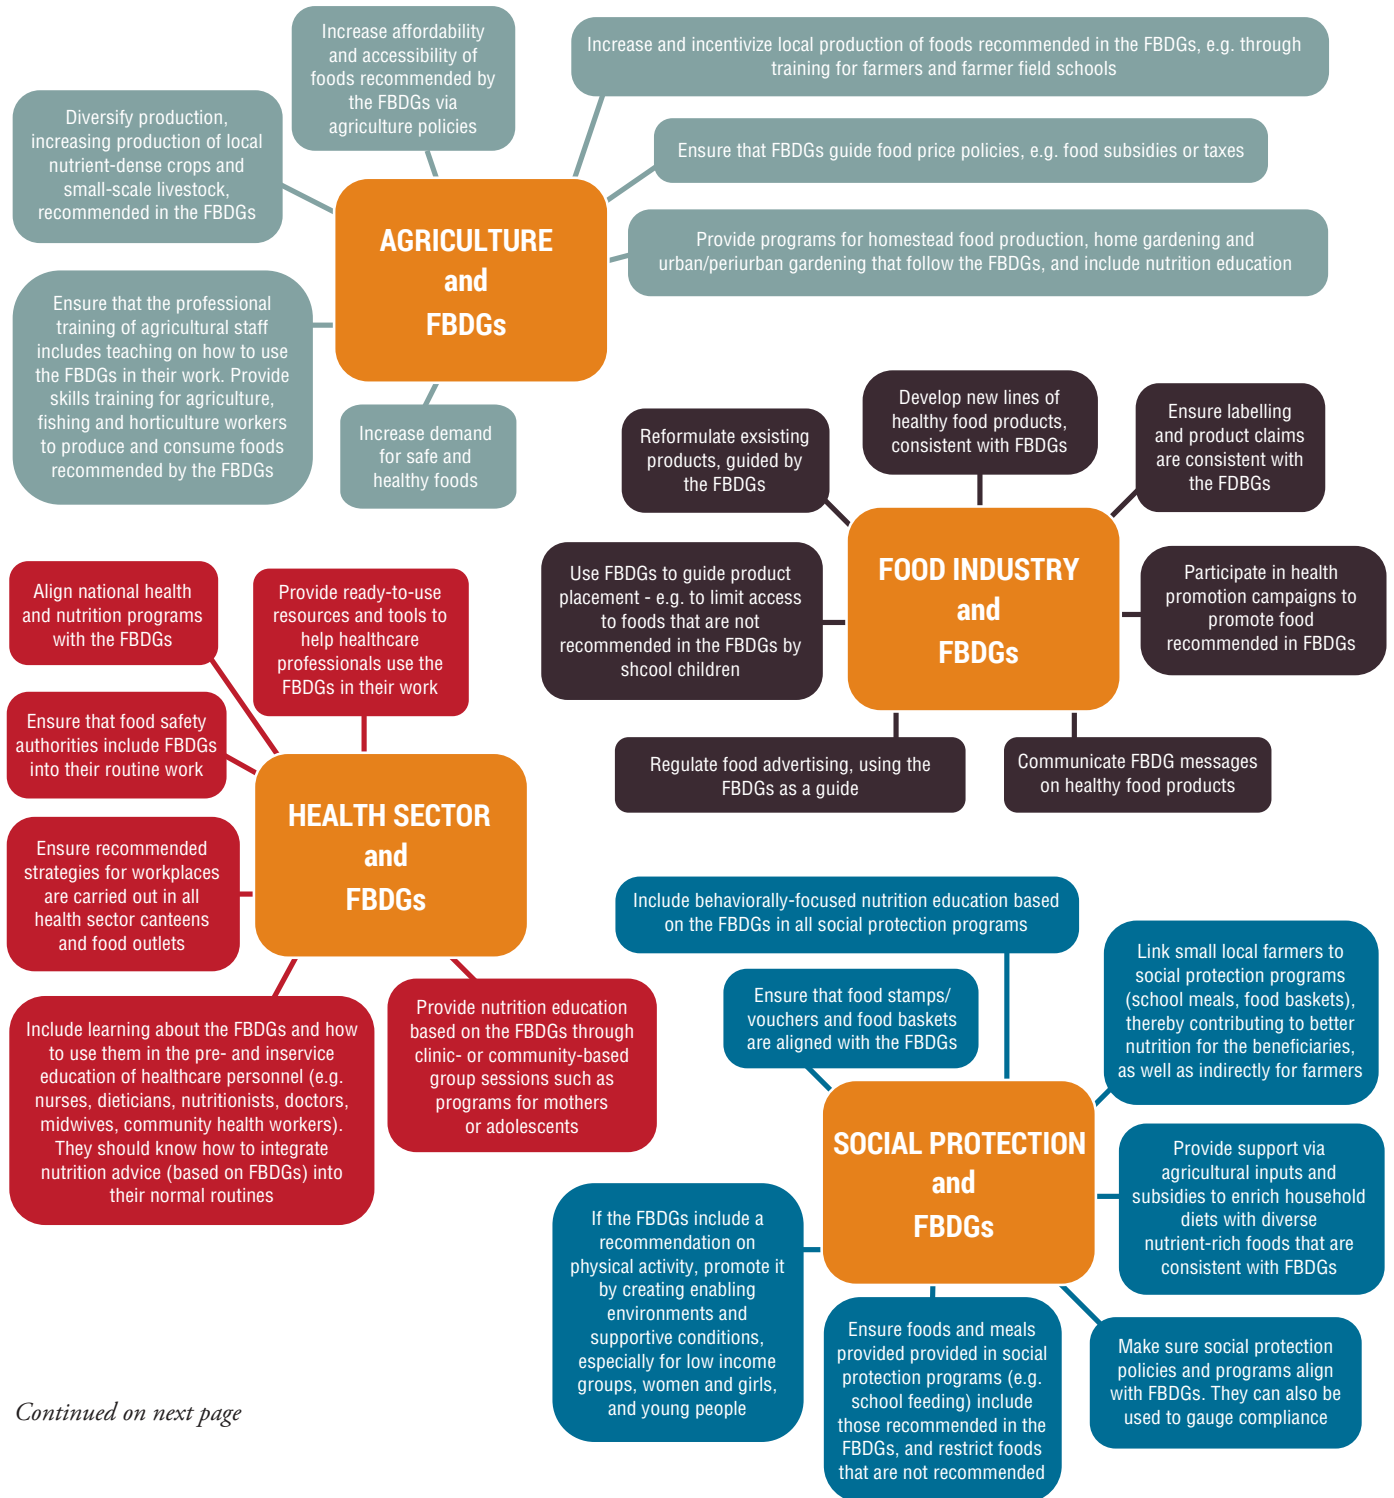 Increase affordability
and accessibility of
foods recommended by
the FBDGs via
agriculture policies
Increase and incentivize local production of foods recommended in the FBDGs, e.g. through
training for farmers and farmer field schools
Diversify production,
increasing production of local
nutrient-dense crops and
small-scale livestock,
recommended in the FBDGs
Ensure that FBDGs guide food price policies, e.g. food subsidies or taxes
AGRICULTURE
and
FBDGs
Provide programs for homestead food production, home gardening and
urban/periurban gardening that follow the FBDGs, and include nutrition education
Ensure that the professional
training of agricultural staff
includes teaching on how to use
the FBDGs in their work. Provide
skills training for agriculture,
fishing and horticulture workers
to produce and consume foods
recommended by the FBDGs
Increase demand
for safe and
healthy foods
Reformulate exsisting
products, guided by
the FBDGs
Develop new lines of
healthy food products,
consistent with FBDGs
Ensure labelling
and product claims
are consistent with
the FDBGs
Use FBDGs to guide product
placement - e.g. to limit access
to foods that are not
recommended in the FBDGs by
shcool children
FOOD INDUSTRY
and
FBDGs
Participate in health
promotion campaigns to
promote food
recommended in FBDGs
Regulate food advertising, using the
FBDGs as a guide
Communicate FBDG messages
on healthy food products
Align national health
and nutrition programs
with the FBDGs
Provide ready-to-use
resources and tools to
help healthcare
professionals use the
FBDGs in their work
Ensure that food safety
authorities include FBDGs
into their routine work
HEALTH SECTOR
and
FBDGs
Ensure recommended
strategies for workplaces
are carried out in all
health sector canteens
and food outlets
Include learning about the FBDGs and how
to use them in the pre- and inservice
education of healthcare personnel (e.g.
nurses, dieticians, nutritionists, doctors,
midwives, community health workers).
They should know how to integrate
nutrition advice (based on FBDGs) into
their normal routines
Provide nutrition education
based on the FBDGs through
clinic- or community-based
group sessions such as
programs for mothers
or adolescents
Include behaviorally-focused nutrition education based
on the FBDGs in all social protection programs
Ensure that food stamps/
vouchers and food baskets
are aligned with the FBDGs
Link small local farmers to
social protection programs
(school meals, food baskets),
thereby contributing to better
nutrition for the beneficiaries,
as well as indirectly for farmers
SOCIAL PROTECTION
and
FBDGs
Provide support via
agricultural inputs and
subsidies to enrich household
diets with diverse
nutrient-rich foods that are
consistent with FBDGs
If the FBDGs include a
recommendation on
physical activity, promote it
by creating enabling
environments and
supportive conditions,
especially for low income
groups, women and girls,
and young people
Ensure foods and meals
provided provided in social
protection programs (e.g.
school feeding) include
those recommended in the
FBDGs, and restrict foods
that are not recommended
Make sure social protection
policies and programs align
with FBDGs. They can also be
used to gauge compliance
Continued on next page